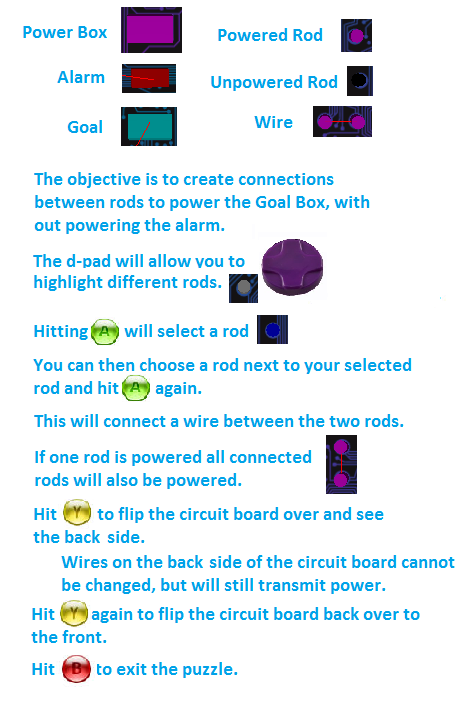 Power Box
Powered Rod
Alarm
Unpowered Rod
Goal
Wire
The objective is to create connections
between rods to power the Goal Box, with
out powering the alarm.
The d-pad will allow you to
highlight different rods.
Hitting A will select a rod
You can then choose a rod next to your selected
rod and hit A again.
This will connect a wire between the two rods.
If one rod is powered all connected
rods will also be powered.
Hit Y to flip the circuit board over and see
the back side.
Wires on the back side of the circuit board cannot
be changed, but will still transmit power.
Hit Y again to flip the circuit board back over to
the front.
Hit B to exit the puzzle.